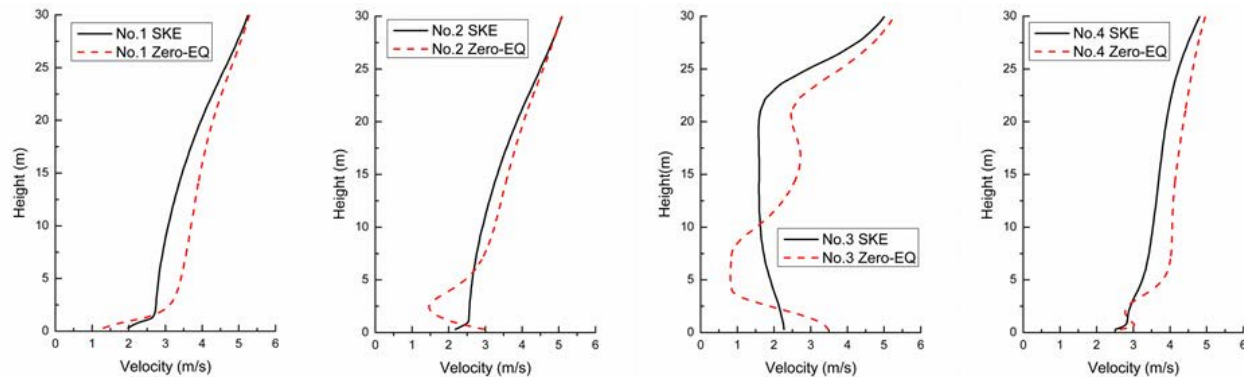 30
25
20
15
10
5
0
Height (m)
No.1 SKE
No.1 Zero-EQ
0 1 2 3 4 5 6
Velocity (m/s)
30
25
20
15
10
5
0
Height (m)
No.2 SKE
No.2 Zero-EQ
0 1 2 3 4 5 6
Velocity (m/s)
30
25
20
15
10
5
0
Height(m)
No.3 SKE
No.3 Zero-EQ
0 1 2 3 4 5 6
Velocity (m/s)
30
25
20
15
10
5
0
Height (m)
No.4 SKE
No.4 Zero-EQ
0 1 2 3 4 5 6
Velocity (m/s)